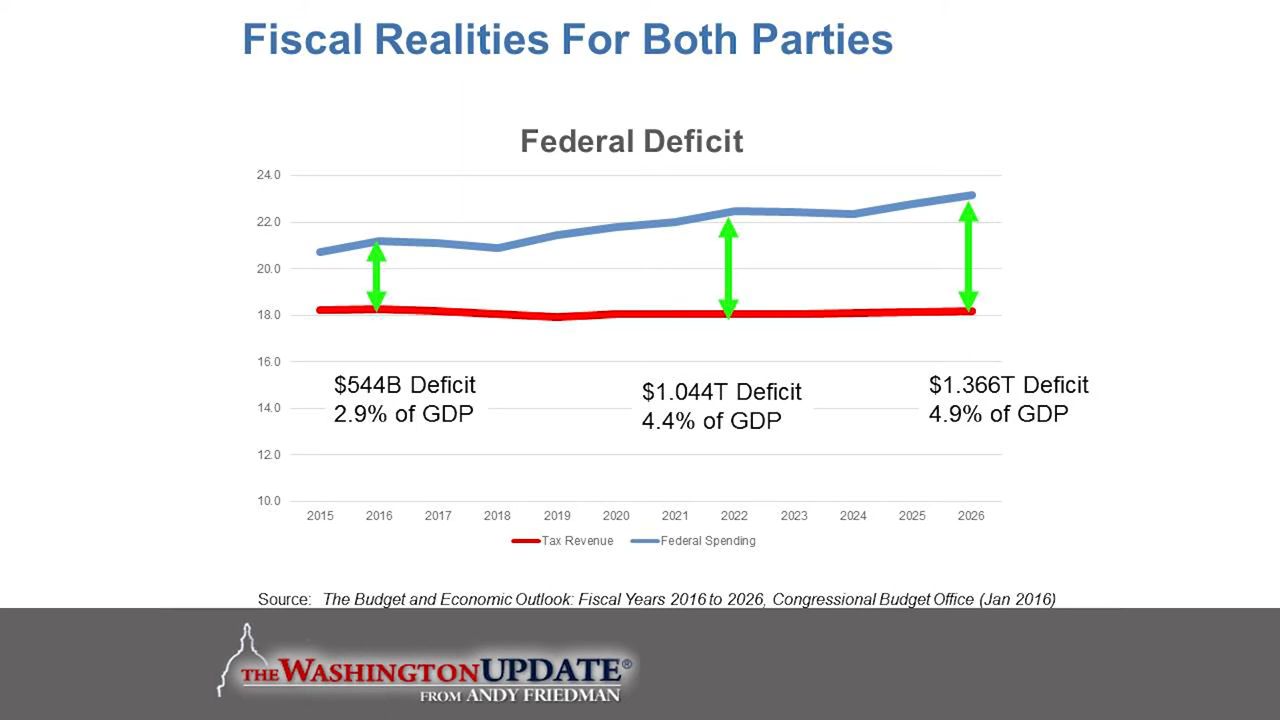 Fiscal Realities For Both Parties
Federal Deficit
24.0
22.0
20.0
18.0
16.0
14.0
12.0
10.0
$544B Deficit
2.9% of GDP
$1.044T Deficit
4.4% of GDP
$1.366T Deficit
4.9% of GDP
2015 2016 2017 2018 2019 2020 2021 2022 2023 2024 2025 2026
Tax Revenue Federal Spending
Source: The Budget and Economic Outlook: Fiscal Years 2016 to 2026, Congressional Budget Office (Jan 2016)
THE WASHINGTON UPDATE®
FROM ANDY FRIEDMAN